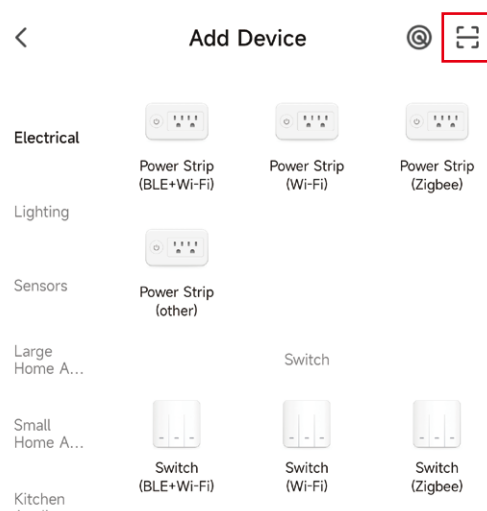 Add Device
Electrical
Power Strip
(BLE+Wi-Fi)
Power Strip
(Wi-Fi)
Power Strip
(Zigbee)
Lighting
Power Strip
(other)
Sensors
Large
Home A...
Switch
Small
Home A...
Switch
(BLE+Wi-Fi)
Switch
(Wi-Fi)
Switch
(Zigbee)
Kitchen